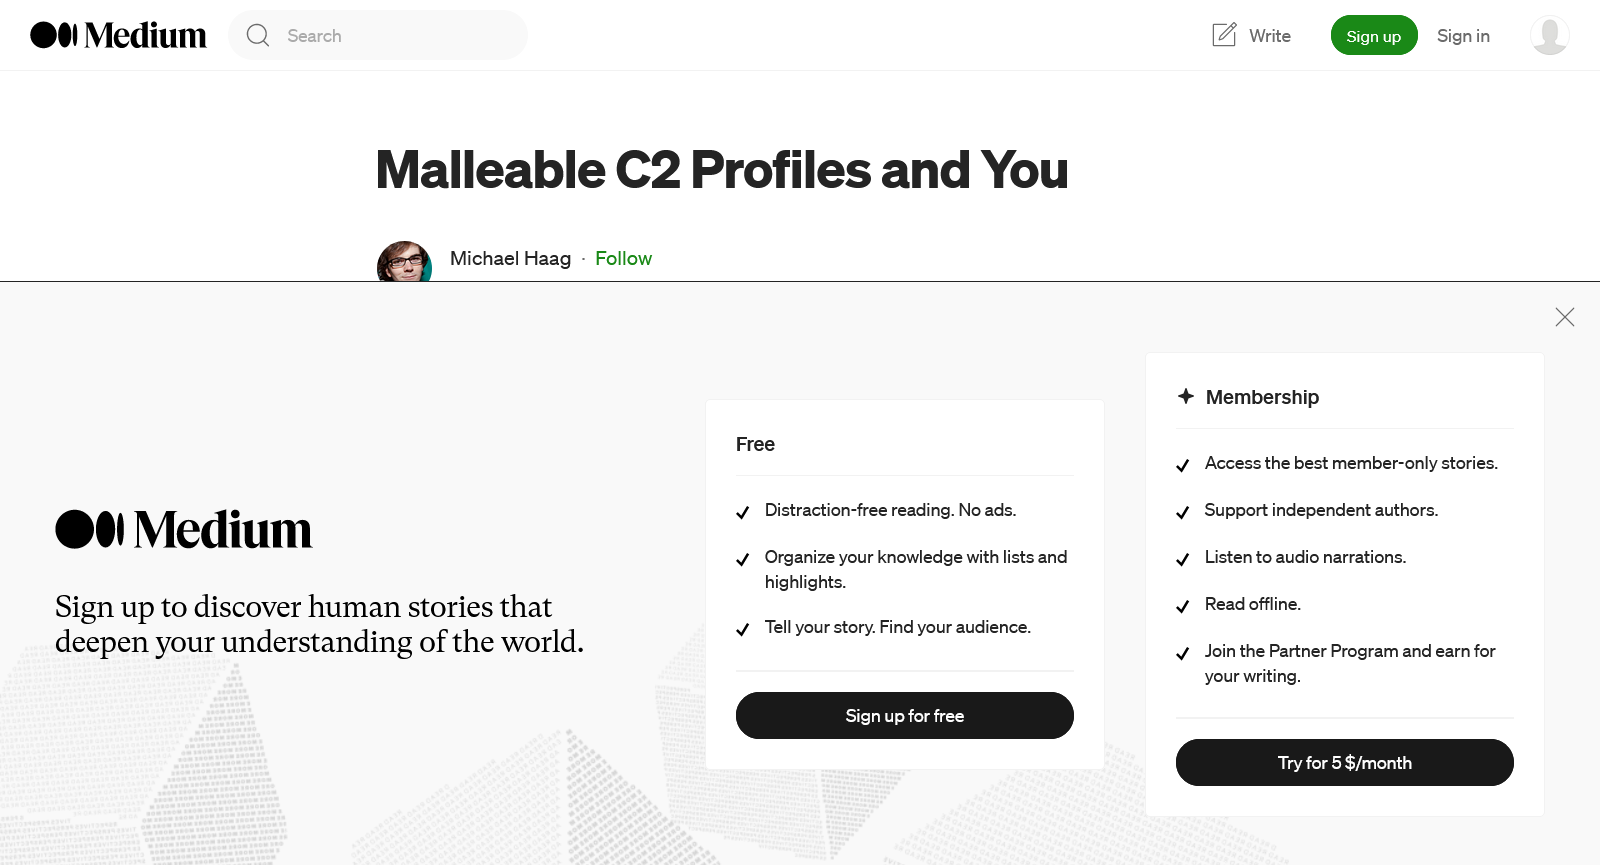 Medium
Search
Write
Sign up
Sign in
Malleable C2 Profiles and You
Michael Haag · Follow
Medium
Sign up to discover human stories that
deepen your understanding of the world.
Free
Distraction-free reading. No ads.
Organize your knowledge with lists and
highlights.
Tell your story. Find your audience.
Sign up for free
Membership
Access the best member-only stories.
Support independent authors.
Listen to audio narrations.
Read offline.
Join the Partner Program and earn for
your writing.
Try for 5 $/month